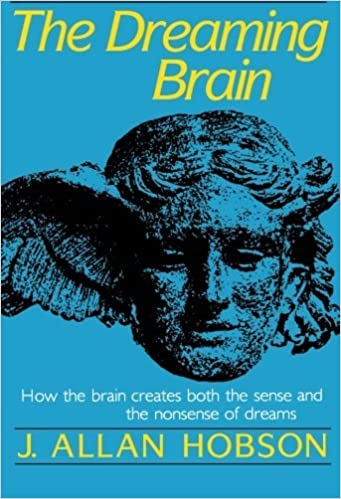 The Dreaming
Brain
How the brain creates both the sense and
the nonsense of dreams
J. ALLAN HOBSON